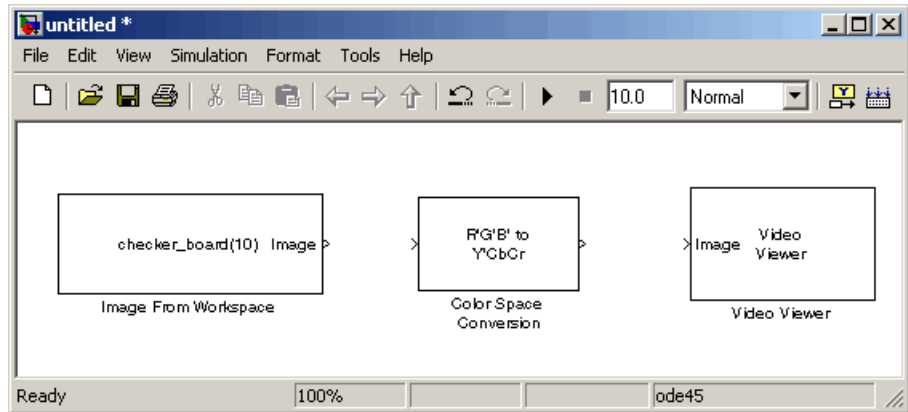 untitled *
File Edit View Simulation Format Tools Help
10.0 Normal
checker_board(10) Image
Image From Workspace
R'G'B' to
Y'CbCr
Color Space
Conversion
Image Video
Viewer
Video Viewer
Ready 100% ode45